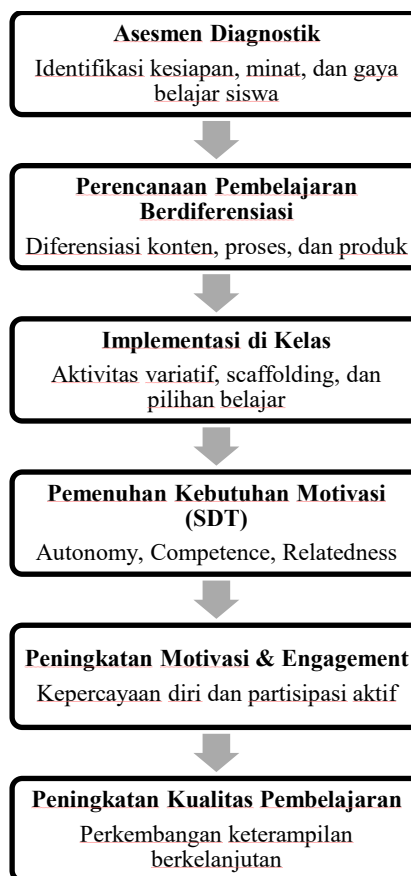 Asesmen Diagnostik
Identifikasi kesiapan, minat, dan gaya
belajar siswa
Perencanaan Pembelajaran
Berdiferensiasi
Diferensiasi konten, proses, dan produk
Implementasi di Kelas
Aktivitas variatif, scaffolding, dan
pilihan belajar
Pemenuhan Kebutuhan Motivasi
(SDT)
Autonomy, Competence, Relatedness
Peningkatan Motivasi & Engagement
Kepercayaan diri dan partisipasi aktif
Peningkatan Kualitas Pembelajaran
Perkembangan keterampilan
berkelanjutan